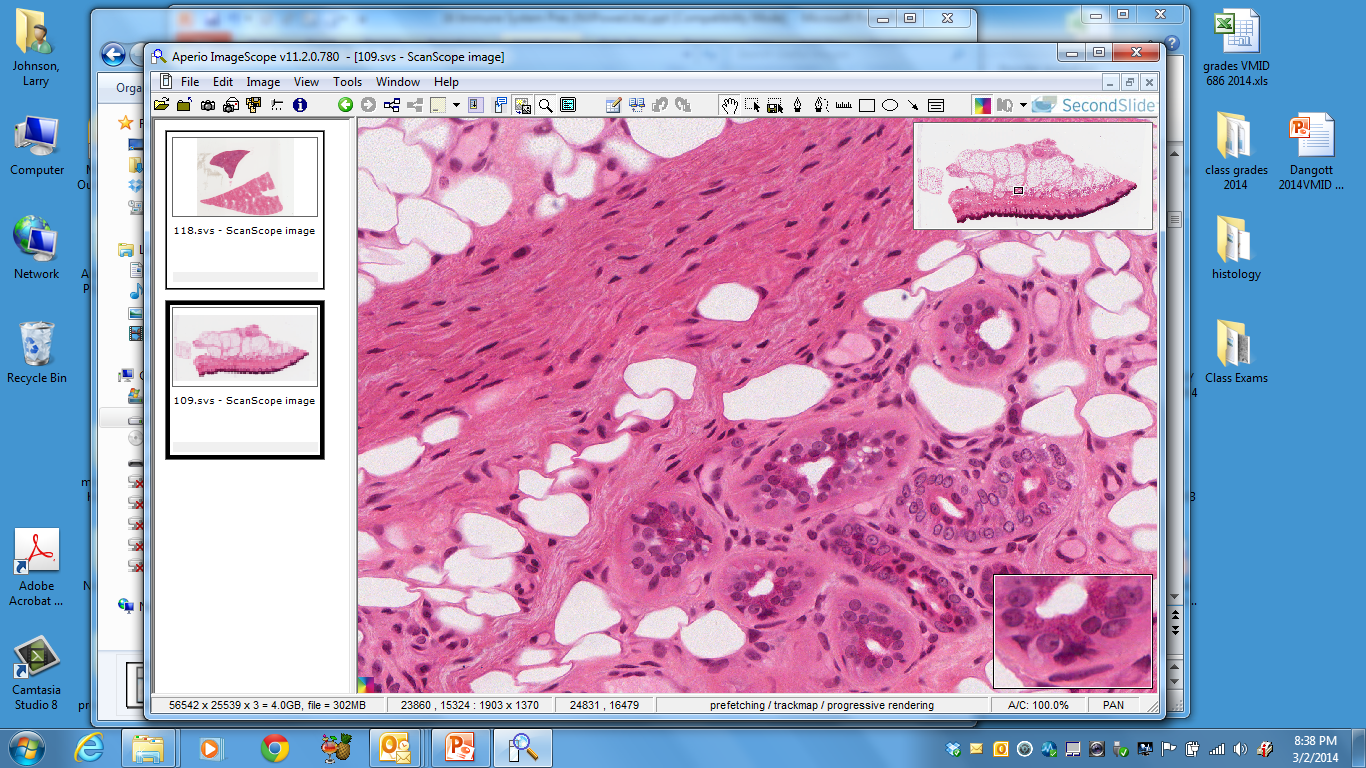 Johnson,
Larry
Computer
Network
Recycle Bin
Adobe
Acrobat ...
Camtasia
Studio 8
Orga
Aperio ImageScope v11.2.0.780 - [109.svs - ScanScope image]
File Edit Image View Tools Window Help
IQ
SecondSlide
118.svs - ScanScope image
109.svs - ScanScope image
56542 x 25539 x 3 = 4.0GB, file = 302MB
23860 , 15324 : 1903 x 1370
24831 , 16479
prefetching / trackmap / progressive rendering
A/C: 100.0%
PAN
grades VMID
686 2014.xls
class grades
2014
Dangott
2014VMID ...
histology
Class Exams
8:38 PM
3/2/2014